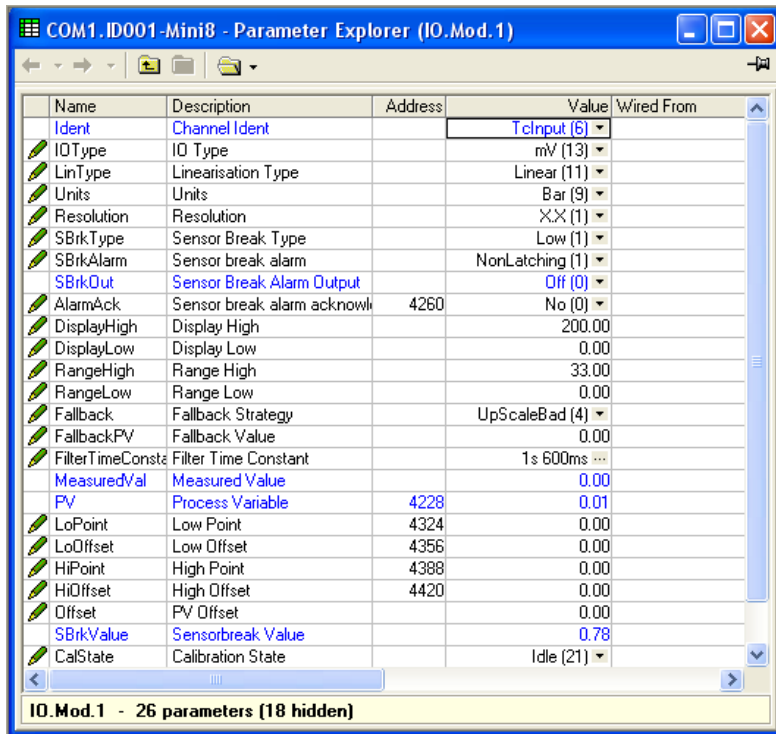 COM1.ID001-Mini8 - Parameter Explorer (IO.Mod.1)
Name Description Address Value Wired From
Ident Channel Ident TcInput (6)
IOType IO Type mV (13)
LinType Linearisation Type Linear (11)
Units Units Bar (9)
Resolution Resolution X.X (1)
SBrkType Sensor Break Type Low (1)
SBrkAlarm Sensor break alarm NonLatching (1)
SBrkOut Sensor Break Alarm Output Off (0)
AlarmAck Sensor break alarm acknowl 4260 No (0)
DisplayHigh Display High 200.00
DisplayLow Display Low 0.00
RangeHigh Range High 33.00
RangeLow Range Low 0.00
Fallback Fallback Strategy UpScaleBad (4)
FallbackPV Fallback Value 0.00
FilterTimeConsta Filter Time Constant 1s 600ms ...
MeasuredVal Measured Value 0.00
PV Process Variable 4228 0.01
LoPoint Low Point 4324 0.00
LoOffset Low Offset 4356 0.00
HiPoint High Point 4388 0.00
HiOffset High Offset 4420 0.00
Offset PV Offset 0.00
SBrkValue Sensorbreak Value 0.78
CalState Calibration State Idle (21)
IO.Mod.1 - 26 parameters (18 hidden)